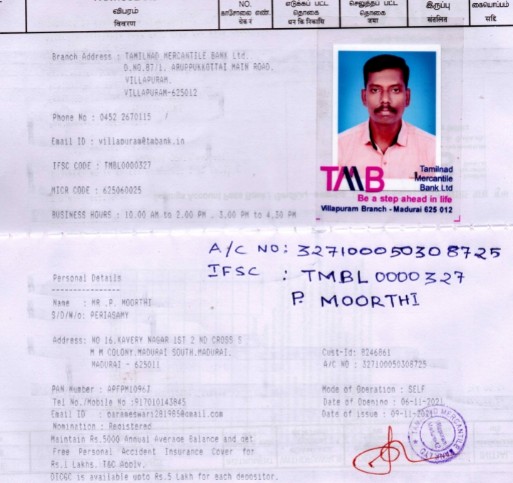 NO. எடுக்கப் பட்ட செலுத்தப் பட்ட இருப்பு கையொப்பம்
விபரம் காசோலை எண். தொகை தொகை
विवरण चेक नं जमा संतुलित सही
Branch Address : TAMILNAD MERCANTILE BANK Ltd.
D.NO.87/1, ARUPPUKOTTHI MAIN ROAD,
VILLAPURAM,
VILLAPURAM-625012
Phone No : 0452 2670115 /
Email ID : villapuram@tmbank.in
IFSC CODE : TMBL0000327
MICR CODE : 625060025
BUSINESS HOURS : 10.00 AM to 2.00 PM , 3.00 PM to 4.30 PM
TMB Tamilnad
Mercantile
Bank Ltd
Be a step ahead in life
Villapuram Branch - Madurai 625 012
A/C NO: 327100050308725
IFSC : TMBL0000327
P. MOORTHI
Personal Details
Name : MR .P. MOORTHI
S/D/W/o: PERIASAMY
Address: NO 16,KAVERY NAGAR 1ST 2 ND CROSS S
M M COLONY,MADURAI SOUTH,MADURAI,
MADURAI - 625011
Cust-Id: 8246861
A/C NO : 327100050308725
PAN Number : APFPM1096J
Tel No./Mobile No :917010143845
Email ID :
Nomination : Registered
Mode of Operation : SELF
Date of Opening : 06-11-2021
Date of issue : 09-11-2021
Maintain Rs.5000 Annual Average Balance and get
Free Personal Accident Insurance Cover for
Rs.1 Lakhs. T&C Apply.
DICGC is available upto Rs.5 Lakh for each depositor.